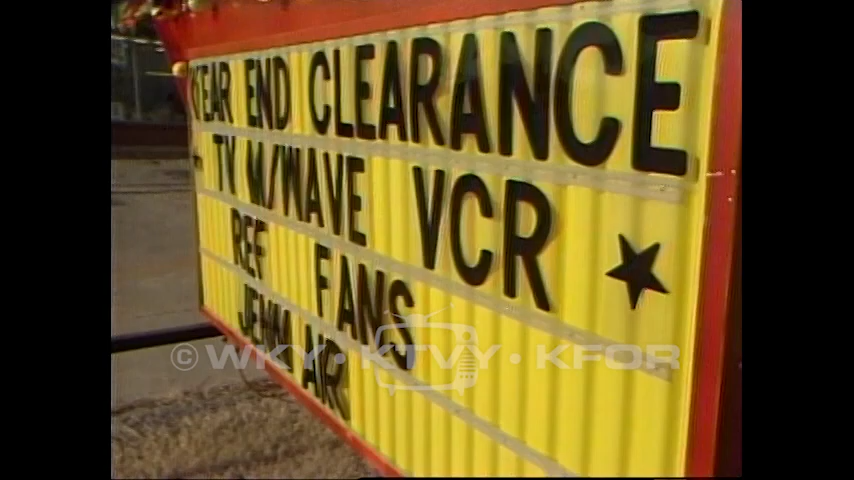 YEAR END CLEARANCE
TV M/WAVE VCR ★
REF FANS
JENN AIR
© WKY • KTVY • KFOR